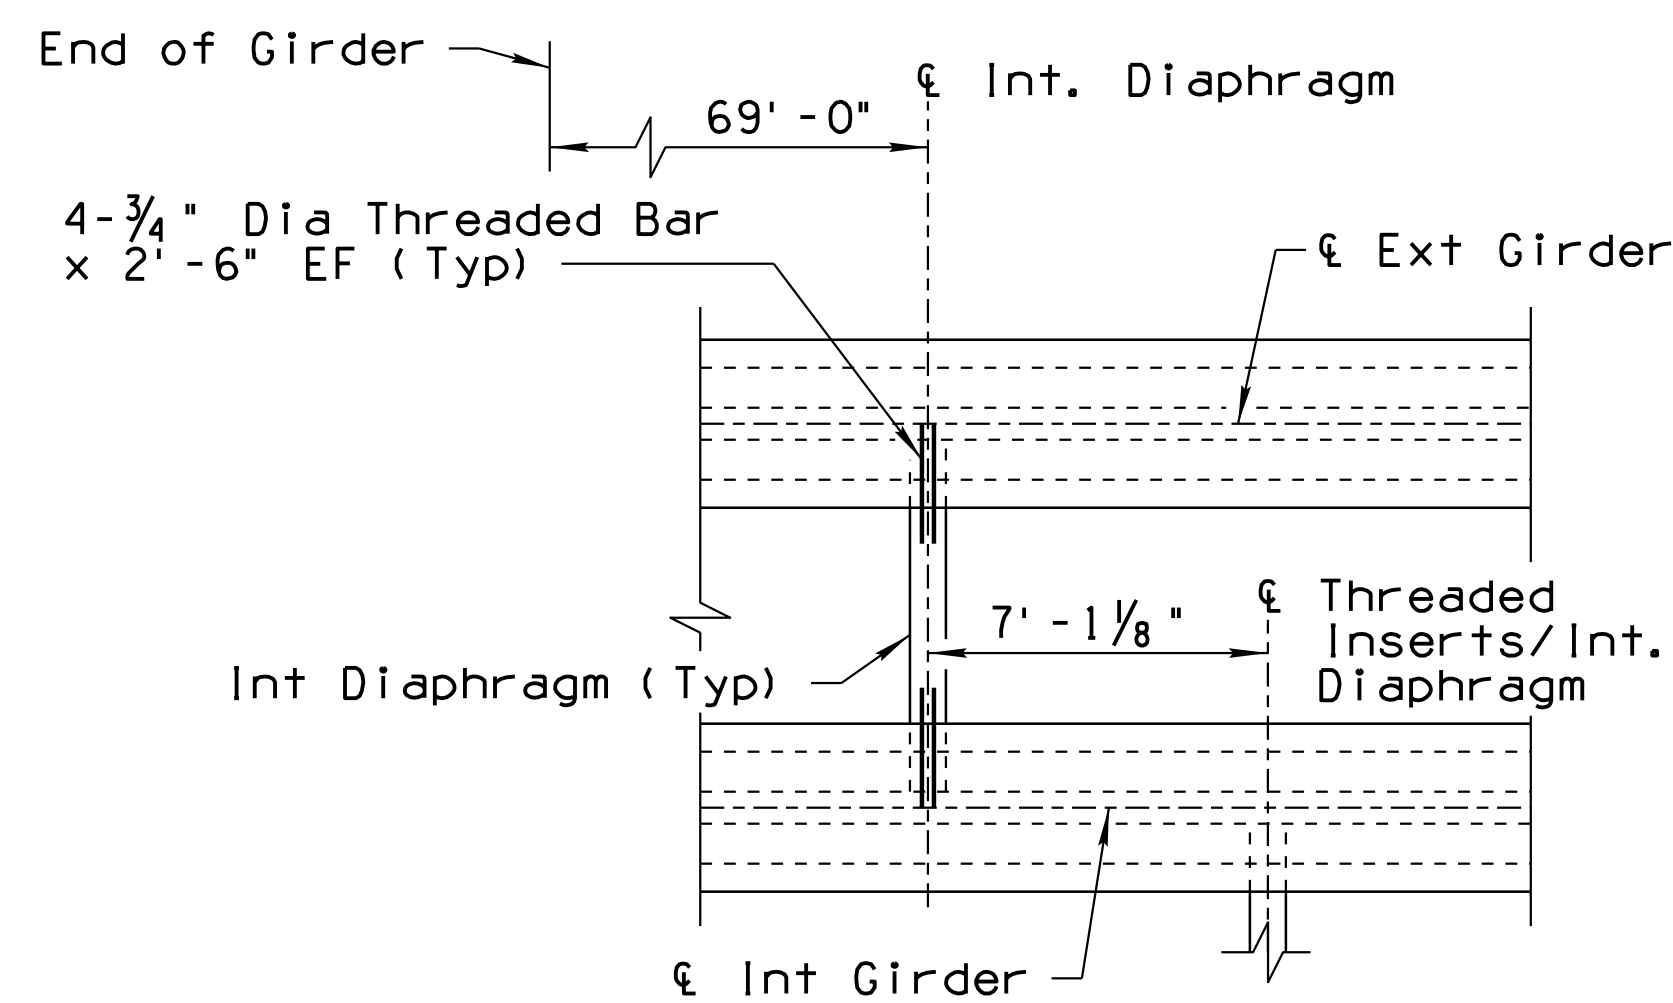 End of Girder
℄ Int. Diaphragm
69'-0"
4-¾" Dia Threaded Bar
x 2'-6" EF (Typ)
℄ Ext Girder
7'-1⅛"
℄ Threaded
Inserts/Int.
Diaphragm
Int Diaphragm (Typ)
℄ Int Girder